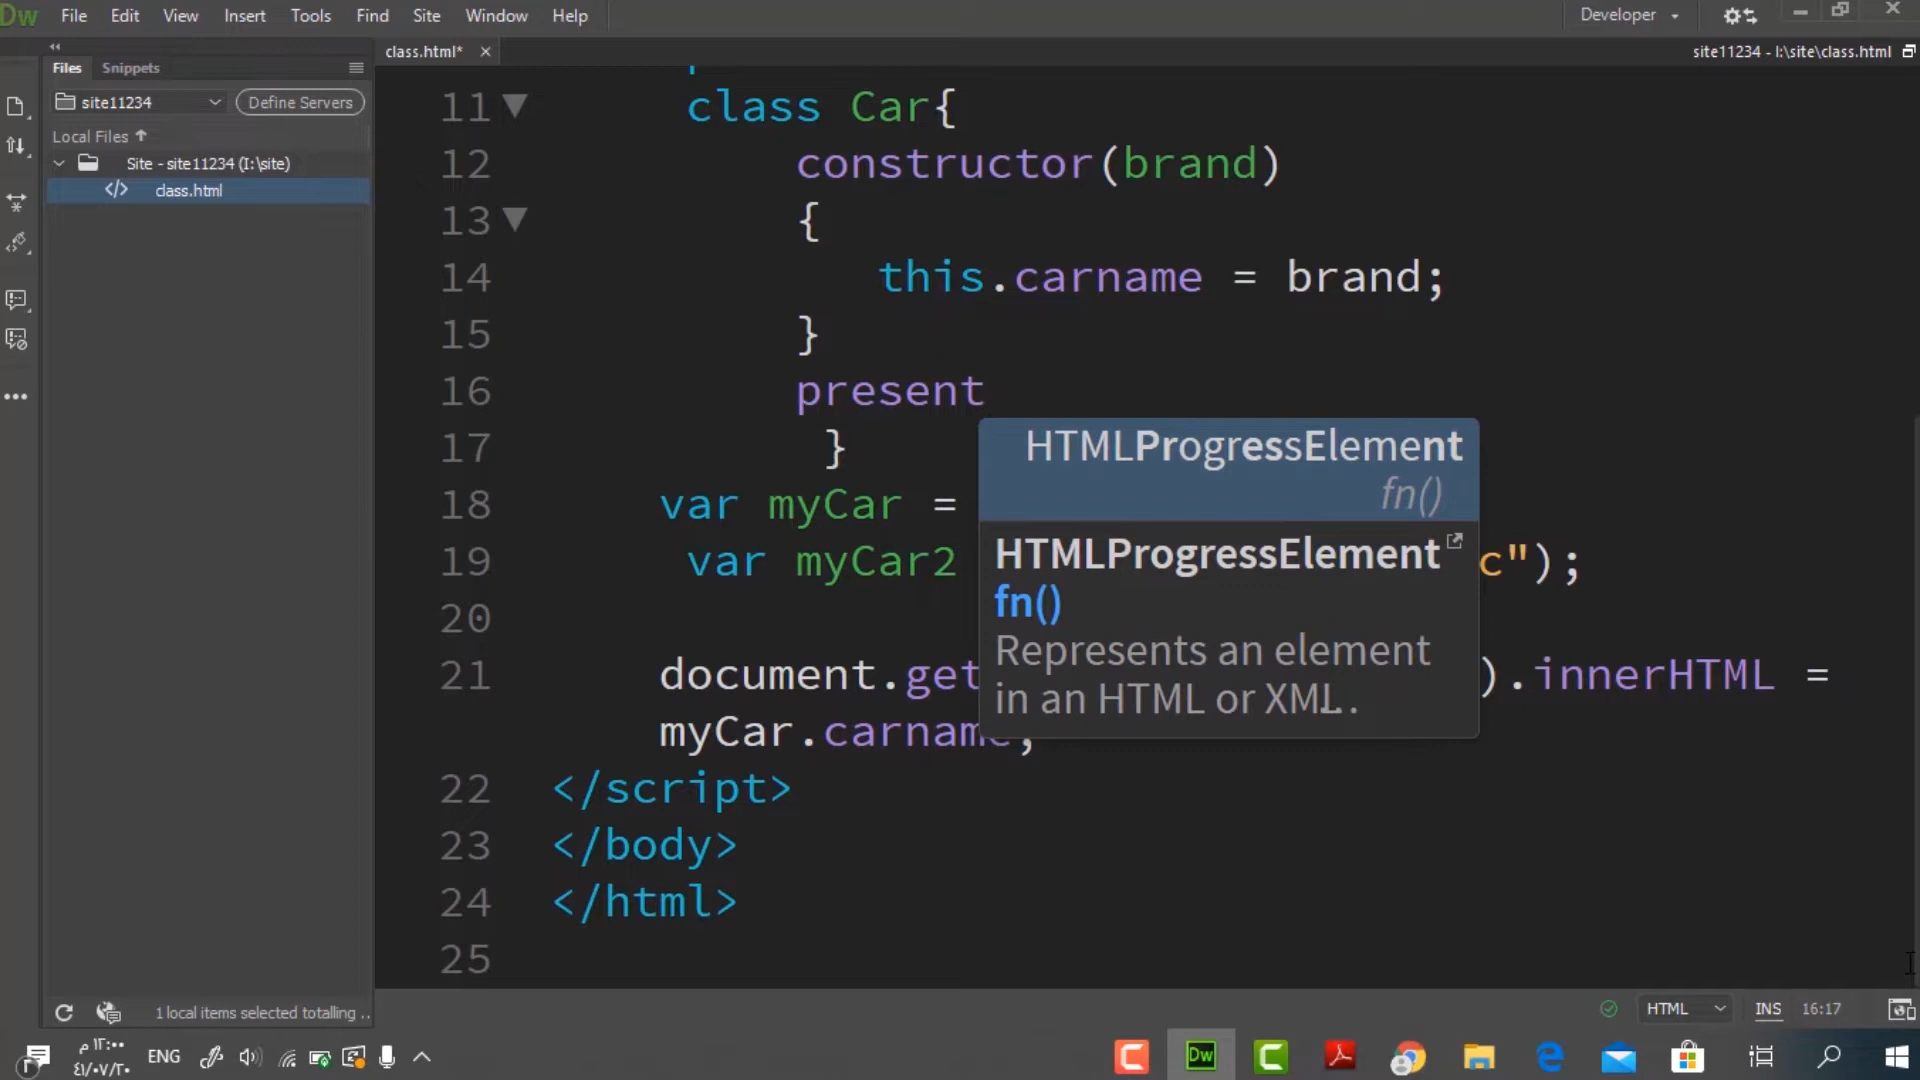 Dw File Edit View Insert Tools Find Site Window Help Developer
Files Snippets class.html* site11234 - I:\site\class.html
site11234 Define Servers
Local Files
Site - site11234 (I:\site)
class.html
11 class Car{
12 constructor(brand)
13 {
14 this.carname = brand;
15 }
16 present
17 }
18 var myCar =
19 var myCar2 c");
20
21 document.get ).innerHTML =
myCar.carname;
22 </script>
23 </body>
24 </html>
25
HTMLProgressElement
fn()
HTMLProgressElement
fn()
Represents an element
in an HTML or XML...
1 local items selected totalling ..
HTML INS 16:17
ENG
Dw